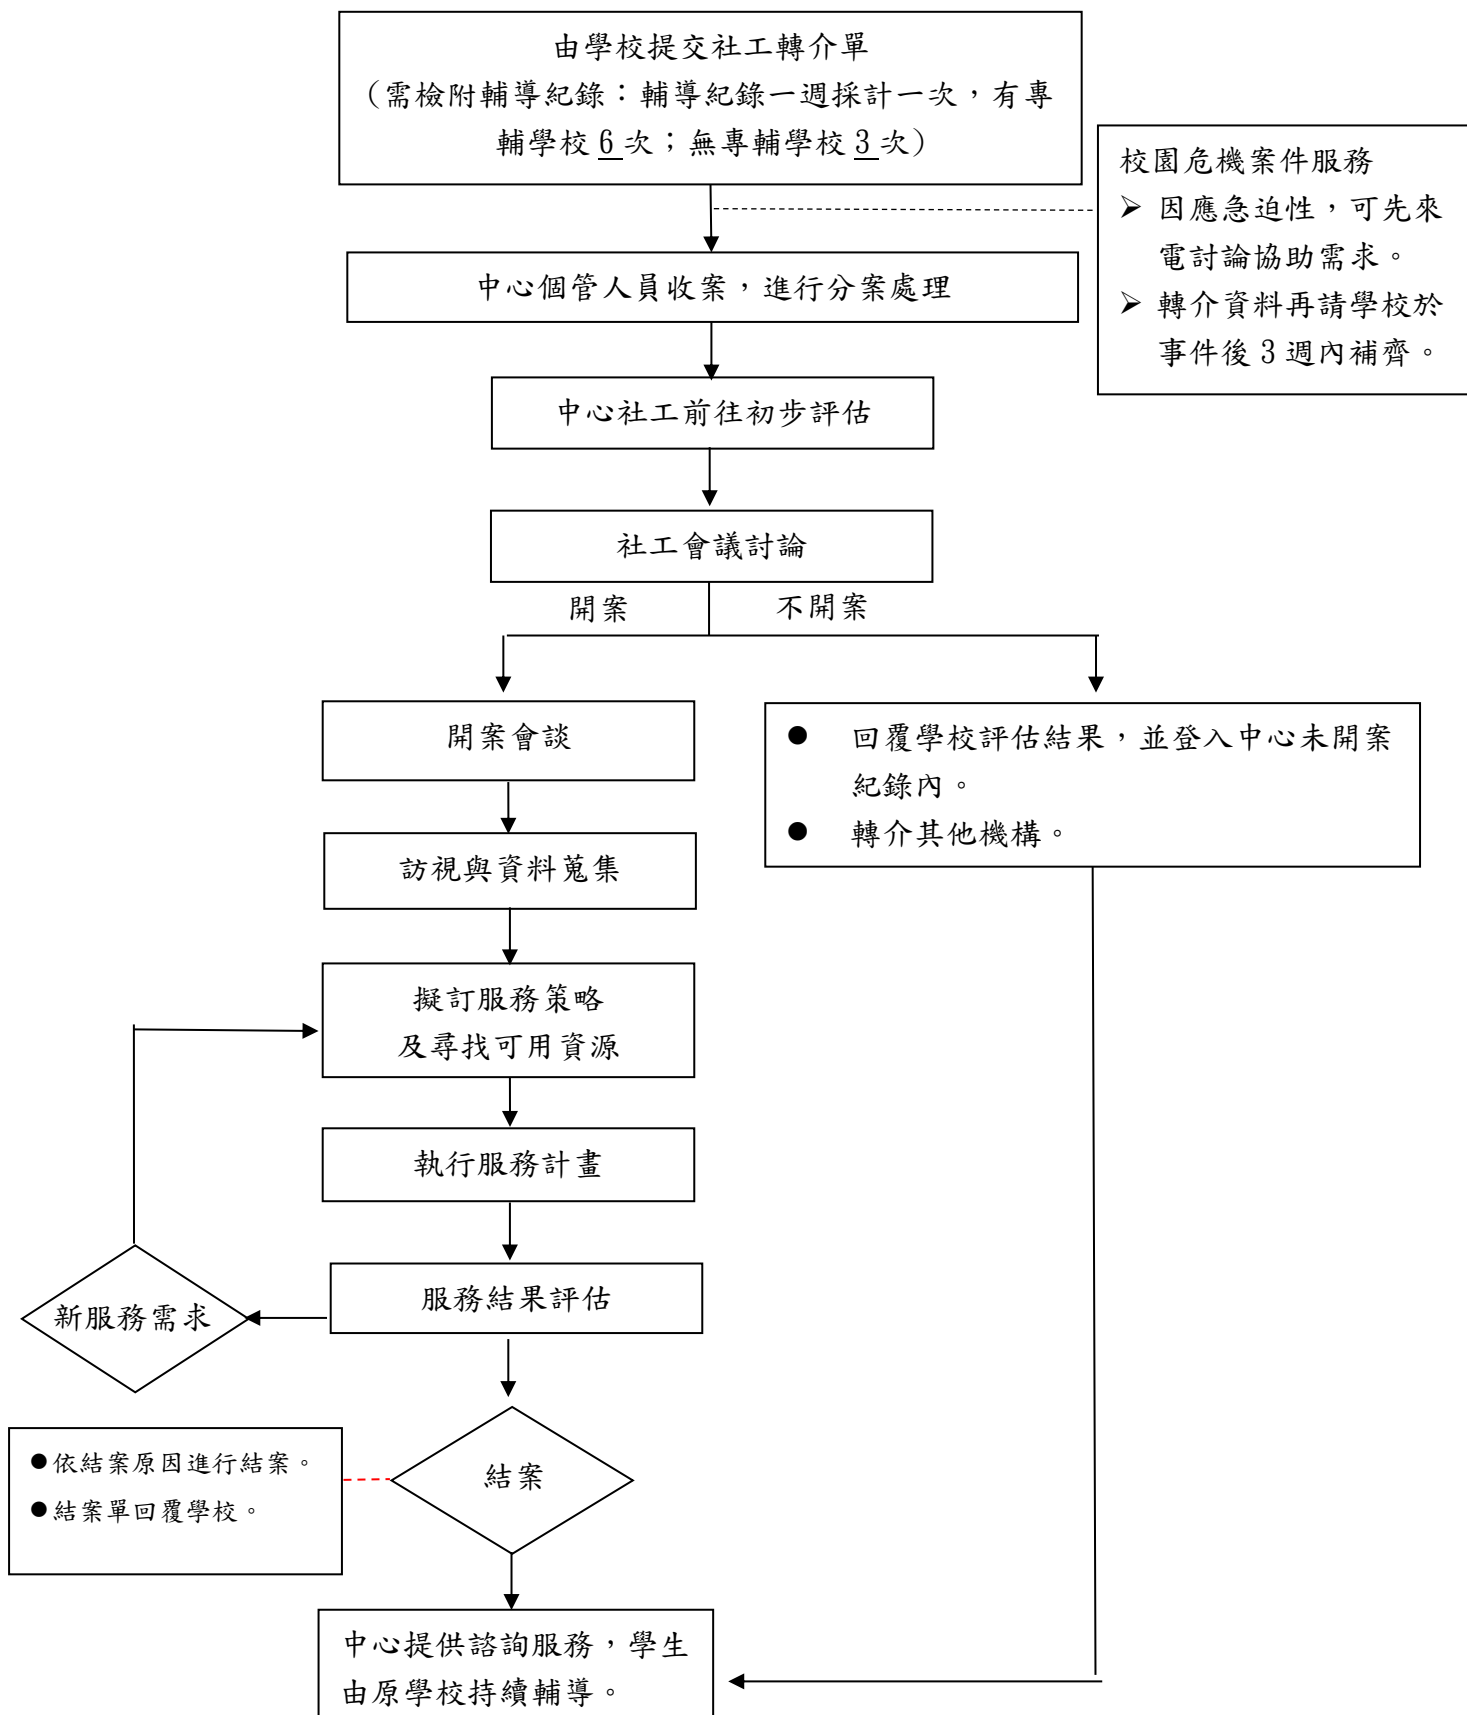 由學校提交社工轉介單
（需檢附輔導紀錄：輔導紀錄一週採計一次，有專
輔學校 6 次；無專輔學校 3 次）
校園危機案件服務
➢ 因應急迫性，可先來
電討論協助需求。
➢ 轉介資料再請學校於
事件後 3 週內補齊。
中心個管人員收案，進行分案處理
中心社工前往初步評估
社工會議討論
開案
不開案
開案會談
● 回覆學校評估結果，並登入中心未開案
紀錄內。
● 轉介其他機構。
訪視與資料蒐集
擬訂服務策略
及尋找可用資源
執行服務計畫
服務結果評估
新服務需求
結案
●依結案原因進行結案。
●結案單回覆學校。
中心提供諮詢服務，學生
由原學校持續輔導。